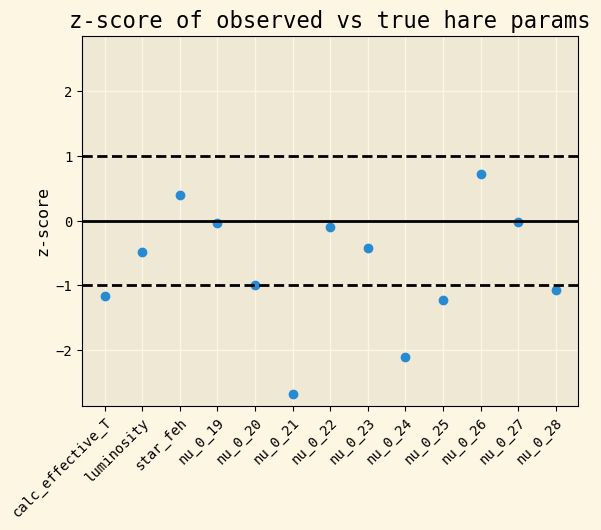 z-score of observed vs true hare params
z-score
2
1
0
−1
−2
calc_effective_T
luminosity
star_feh
nu_0_19
nu_0_20
nu_0_21
nu_0_22
nu_0_23
nu_0_24
nu_0_25
nu_0_26
nu_0_27
nu_0_28